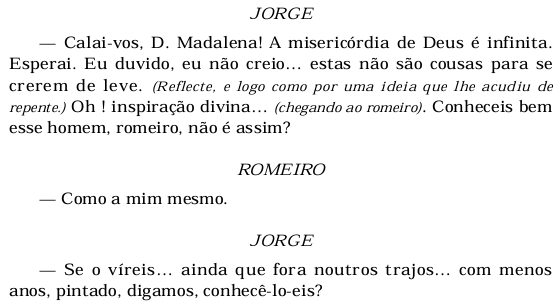 JORGE
— Calai-vos, D. Madalena! A misericórdia de Deus é infinita.
Esperai. Eu duvido, eu não creio... estas não são cousas para se
crerem de leve. (Reflecte, e logo como por uma ideia que lhe acudiu de
repente.) Oh ! inspiração divina... (chegando ao romeiro). Conheceis bem
esse homem, romeiro, não é assim?
ROMEIRO
— Como a mim mesmo.
JORGE
— Se o víreis... ainda que fora noutros trajos... com menos
anos, pintado, digamos, conhecê-lo-eis?